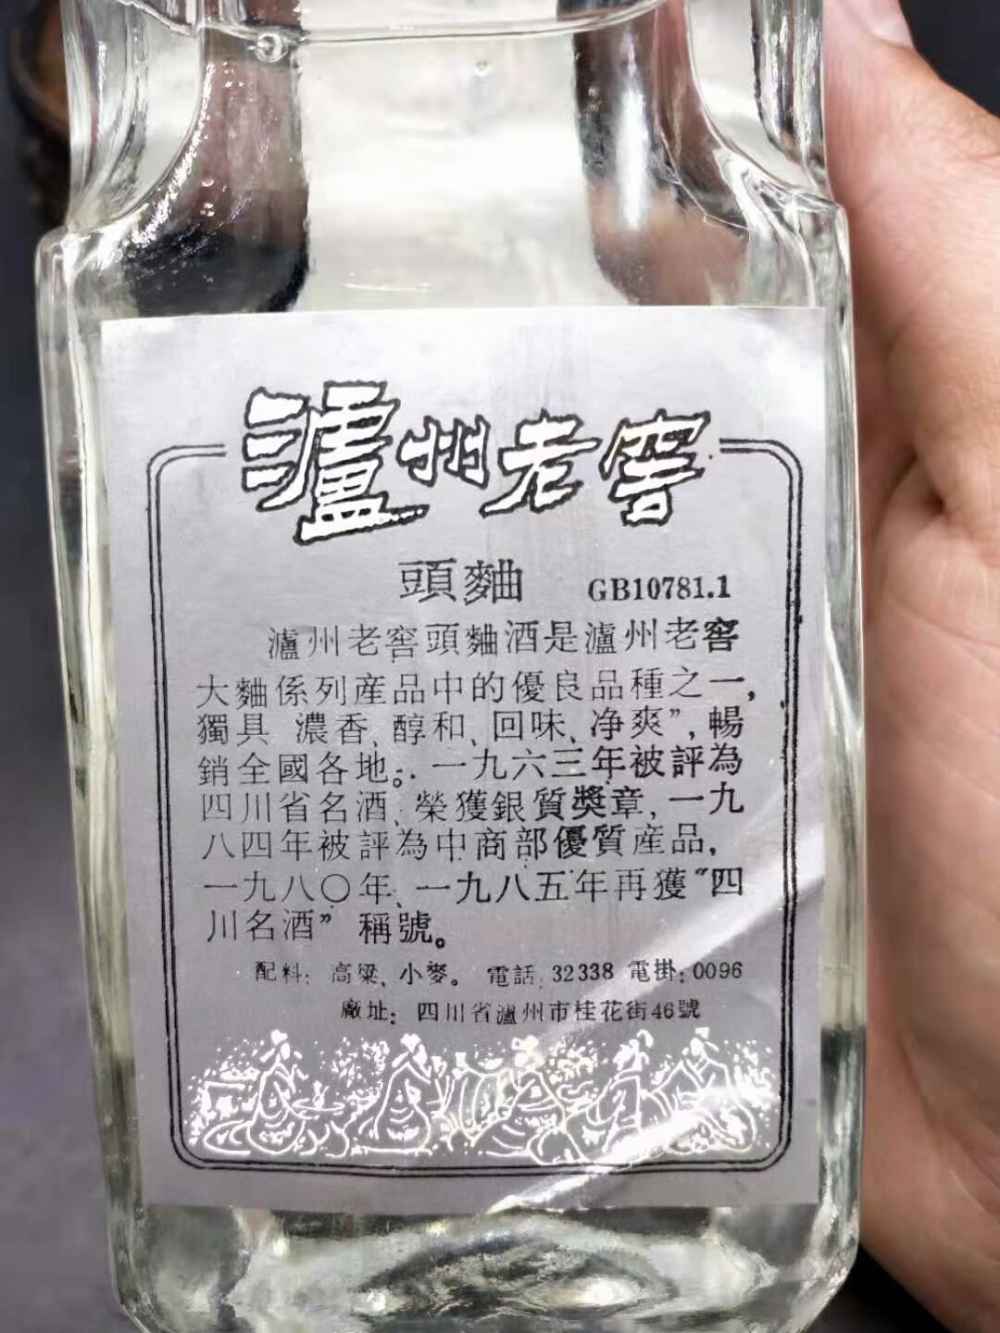 瀘州老窖
頭麯 GB10781.1
瀘州老窖頭麯酒是瀘州老窖
大麯係列産品中的優良品種之一，
獨具 濃香、醇和、回味、净爽”，暢
銷全國各地。一九六三年被評為
四川省名酒、榮獲銀質獎章，一九
八四年被評為中商部優質産品，
一九八〇年、一九八五年再獲“四
川名酒” 稱號。
配料：高粱、小麥。 電話：32338 電掛：0096
廠址：四川省瀘州市桂花街46號